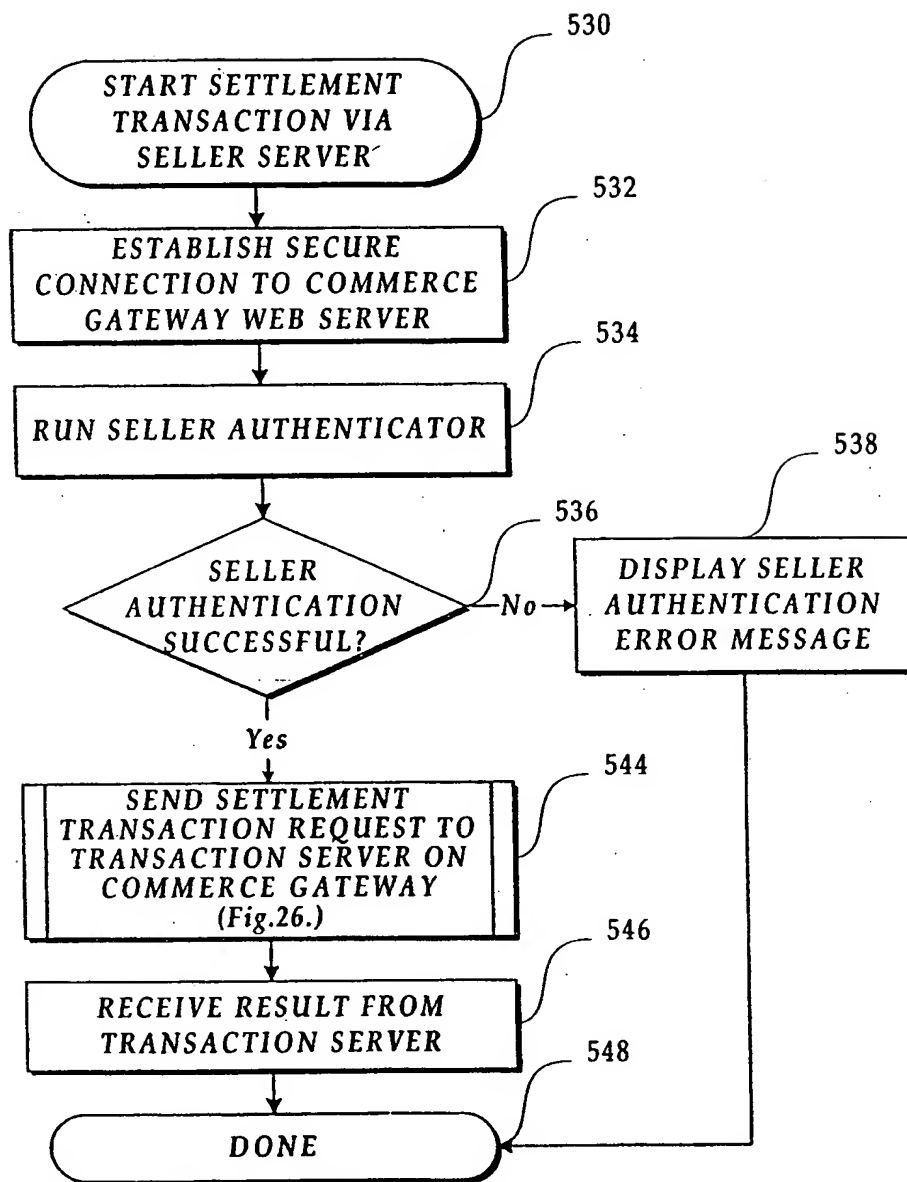 530
START SETTLEMENT
TRANSACTION VIA
SELLER SERVER
532
ESTABLISH SECURE
CONNECTION TO COMMERCE
GATEWAY WEB SERVER
534
RUN SELLER AUTHENTICATOR
536
SELLER
AUTHENTICATION
SUCCESSFUL?
No
538
DISPLAY SELLER
AUTHENTICATION
ERROR MESSAGE
Yes
544
SEND SETTLEMENT
TRANSACTION REQUEST TO
TRANSACTION SERVER ON
COMMERCE GATEWAY
(Fig.26.)
546
RECEIVE RESULT FROM
TRANSACTION SERVER
548
DONE